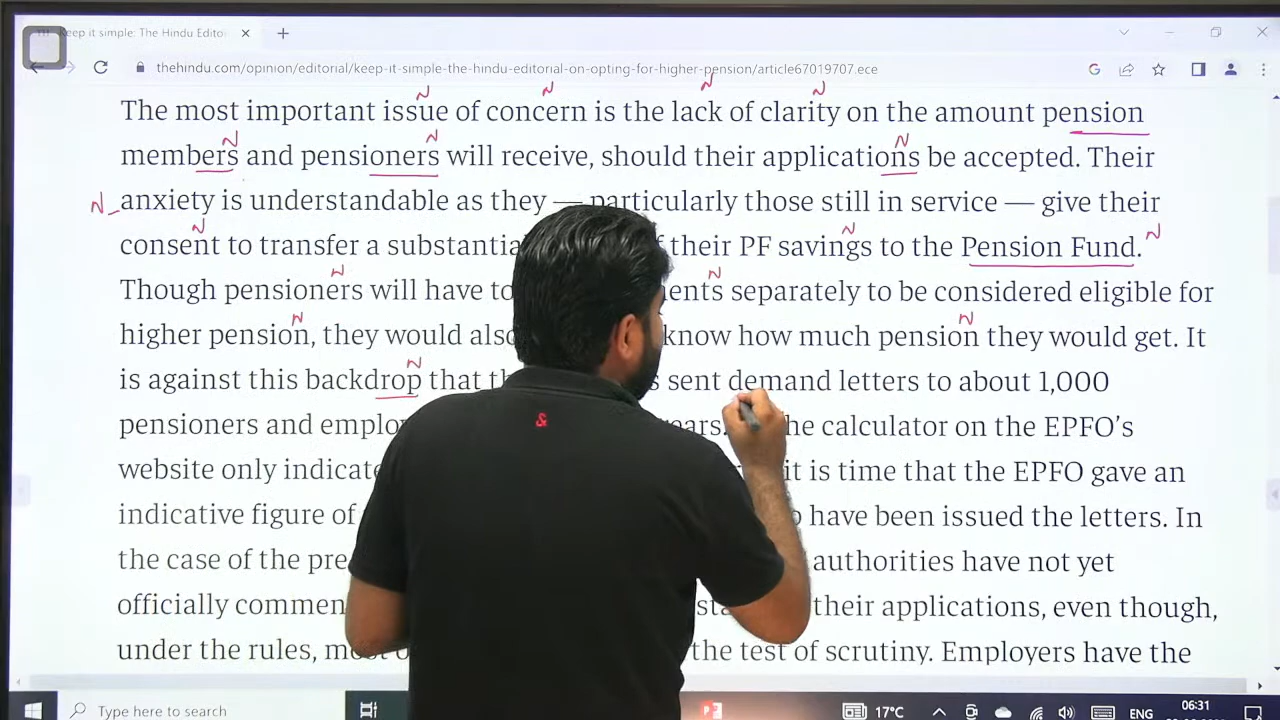 Keep it simple: The Hindu Edito
thehindu.com/opinion/editorial/keep-it-simple-the-hindu-editorial-on-opting-for-higher-pension/article67019707.ece
The most important issue of concern is the lack of clarity on the amount pension
N N N N
members and pensioners will receive, should their applications be accepted. Their
N N N
N anxiety is understandable as they — particularly those still in service — give their
consent to transfer a substantia their PF savings to the Pension Fund.
N N N
Though pensioners will have to ents separately to be considered eligible for
N N
higher pension, they would also know how much pension they would get. It
N N
is against this backdrop that th s sent demand letters to about 1,000
N
pensioners and emplo ears. he calculator on the EPFO's
&
website only indicate it is time that the EPFO gave an
indicative figure of have been issued the letters. In
the case of the pre authorities have not yet
officially commen sta their applications, even though,
under the rules, the test of scrutiny. Employers have the
Type here to search 17°C ENG 06:31